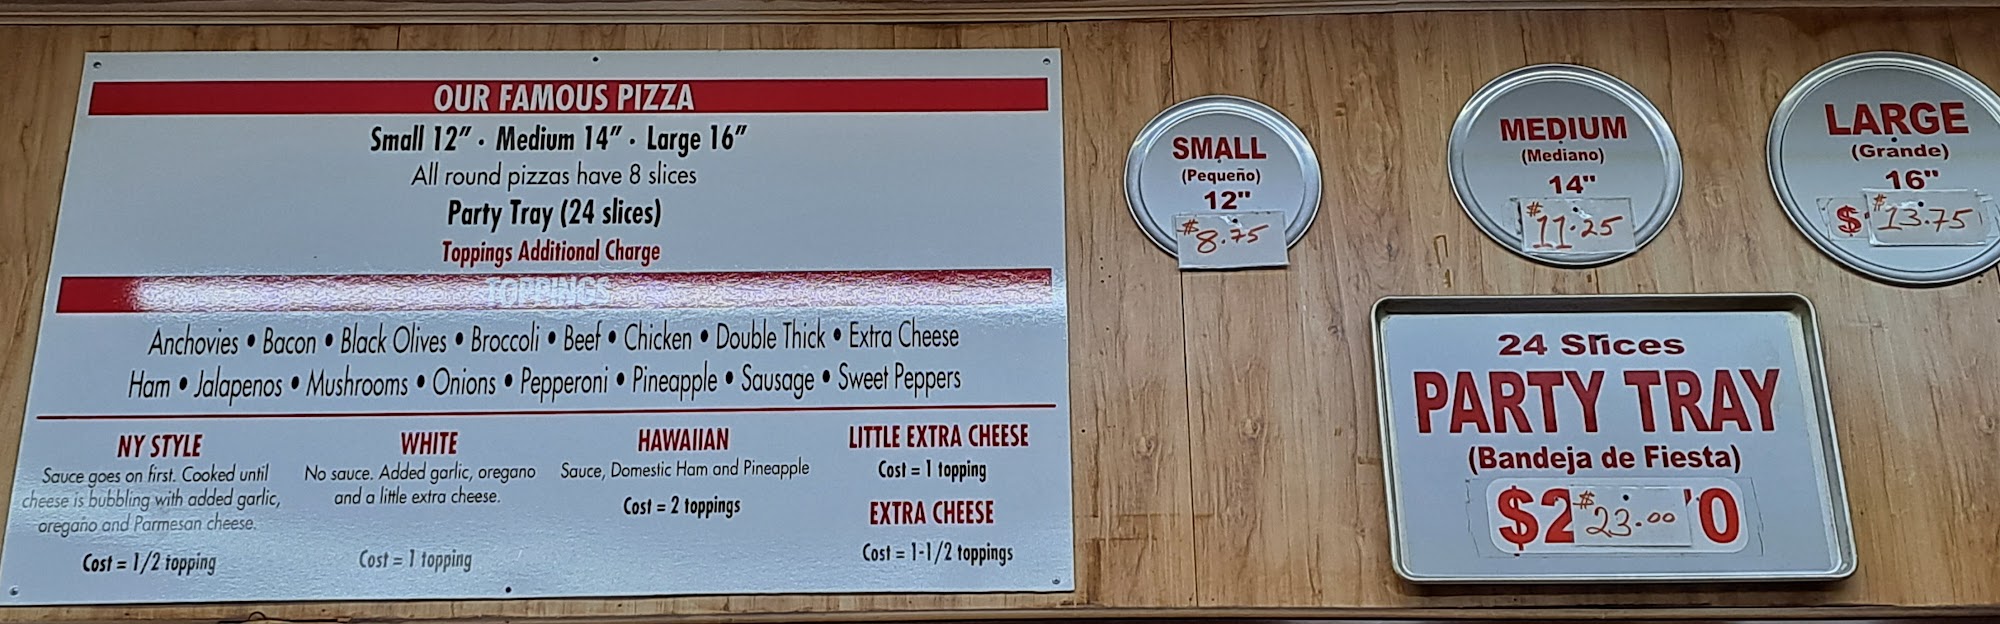 OUR FAMOUS PIZZA
Small 12" • Medium 14" • Large 16"
All round pizzas have 8 slices
Party Tray (24 slices)
Toppings Additional Charge
TOPPINGS
Anchovies • Bacon • Black Olives • Broccoli • Beef • Chicken • Double Thick • Extra Cheese
Ham • Jalapenos • Mushrooms • Onions • Pepperoni • Pineapple • Sausage • Sweet Peppers
NY STYLE
Sauce goes on first. Cooked until
cheese is bubbling with added garlic,
oregano and Parmesan cheese.
Cost = 1/2 topping
WHITE
No sauce. Added garlic, oregano
and a little extra cheese.
Cost = 1 topping
HAWAIIAN
Sauce, Domestic Ham and Pineapple
Cost = 2 toppings
LITTLE EXTRA CHEESE
Cost = 1 topping
EXTRA CHEESE
Cost = 1-1/2 toppings
SMALL
(Pequeño)
12"
$8.75
MEDIUM
(Mediano)
14"
$11.25
LARGE
(Grande)
16"
$ $13.75
24 Slices
PARTY TRAY
(Bandeja de Fiesta)
$2 $23.00 0